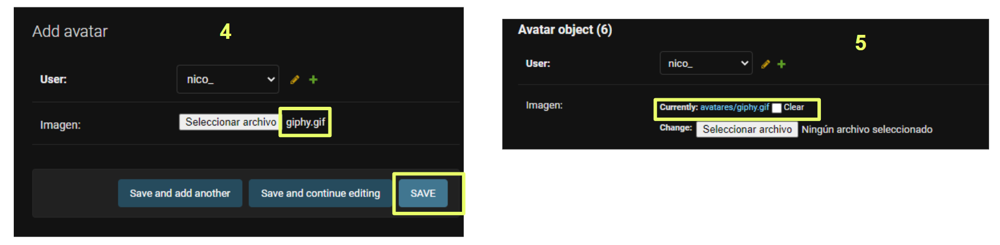 Add avatar
4
User:
nico_
Imagen:
Seleccionar archivo giphy.gif
Save and add another
Save and continue editing
SAVE
Avatar object (6)
5
User:
nico_
Imagen:
Currently: avatares/giphy.gif Clear
Change: Seleccionar archivo Ningún archivo seleccionado